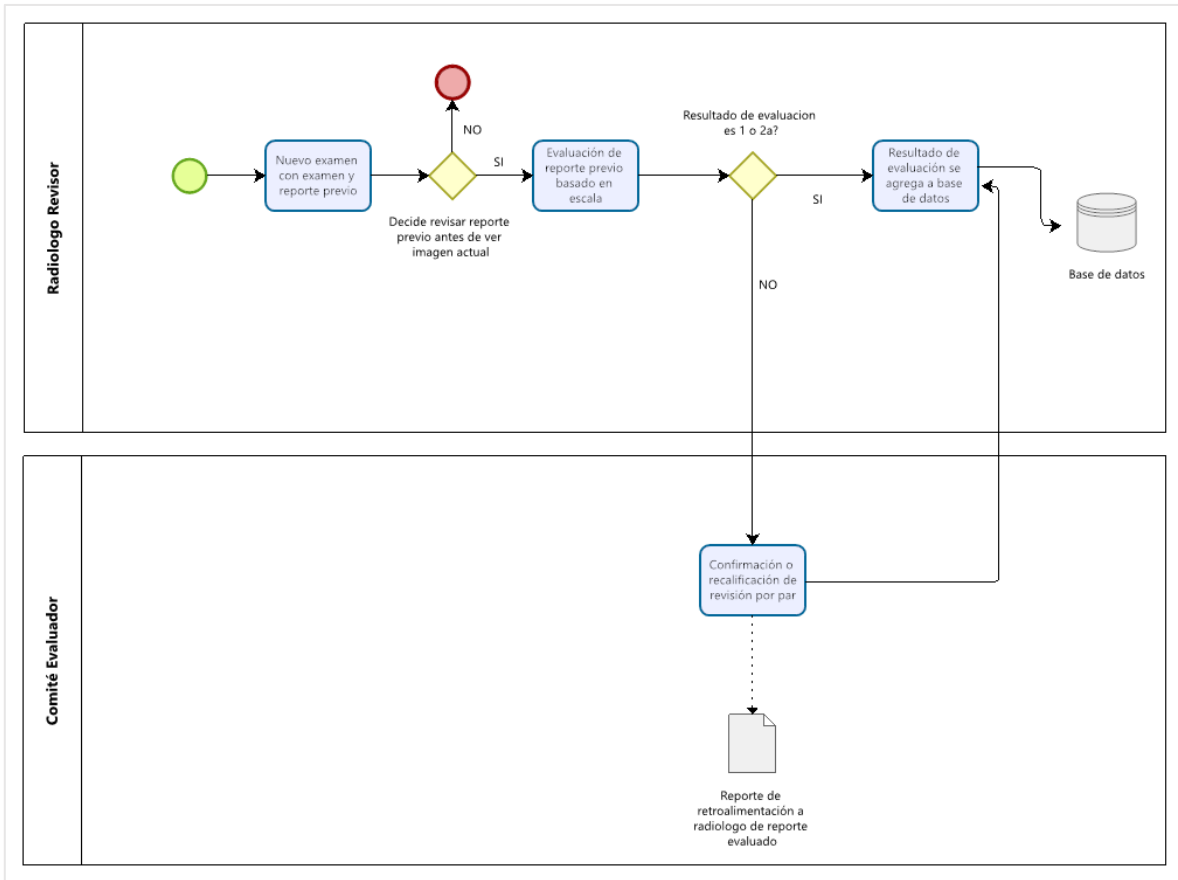 Radiologo Revisor
Nuevo examen
con examen y
reporte previo
NO
SI
Decide revisar reporte
previo antes de ver
imagen actual
Evaluación de
reporte previo
basado en
escala
Resultado de evaluacion
es 1 o 2a?
SI
NO
Resultado de
evaluación se
agrega a base
de datos
Base de datos
Comité Evaluador
Confirmación o
recalificación de
revisión por par
Reporte de
retroalimentación a
radiologo de reporte
evaluado